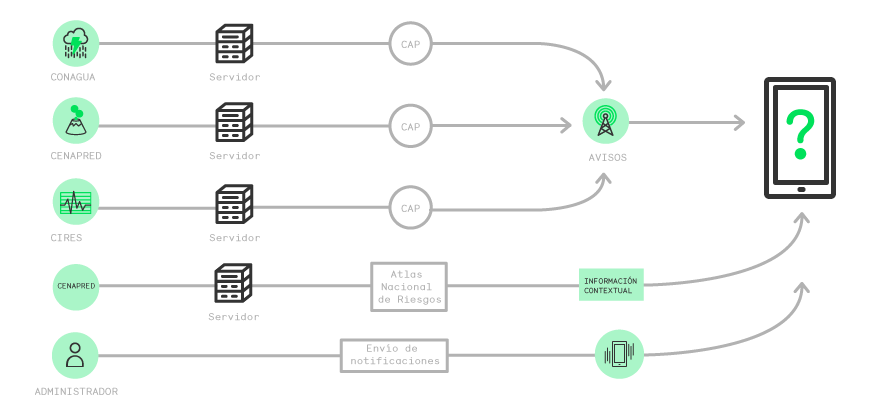 CONAGUA
Servidor
CAP
CENAPRED
Servidor
CAP
AVISOS
?
CIRES
Servidor
CAP
CENAPRED
Servidor
Atlas
Nacional
de Riesgos
INFORMACIÓN
CONTEXTUAL
ADMINISTRADOR
Envío de
notificaciones